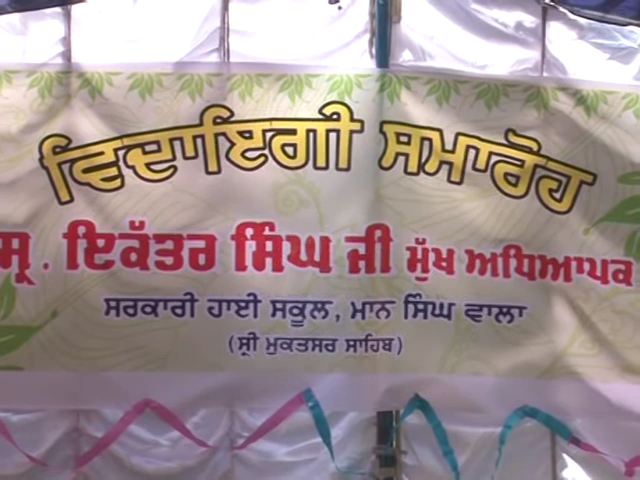 ਵਿਦਾਇਗੀ ਸਮਾਰੋਹ
ਸ੍ਰ. ਇਕੱਤਰ ਸਿੰਘ ਜੀ ਮੁੱਖ ਅਧਿਆਪਕ
ਸਰਕਾਰੀ ਹਾਈ ਸਕੂਲ, ਮਾਨ ਸਿੰਘ ਵਾਲਾ
(ਸ੍ਰੀ ਮੁਕਤਸਰ ਸਾਹਿਬ)